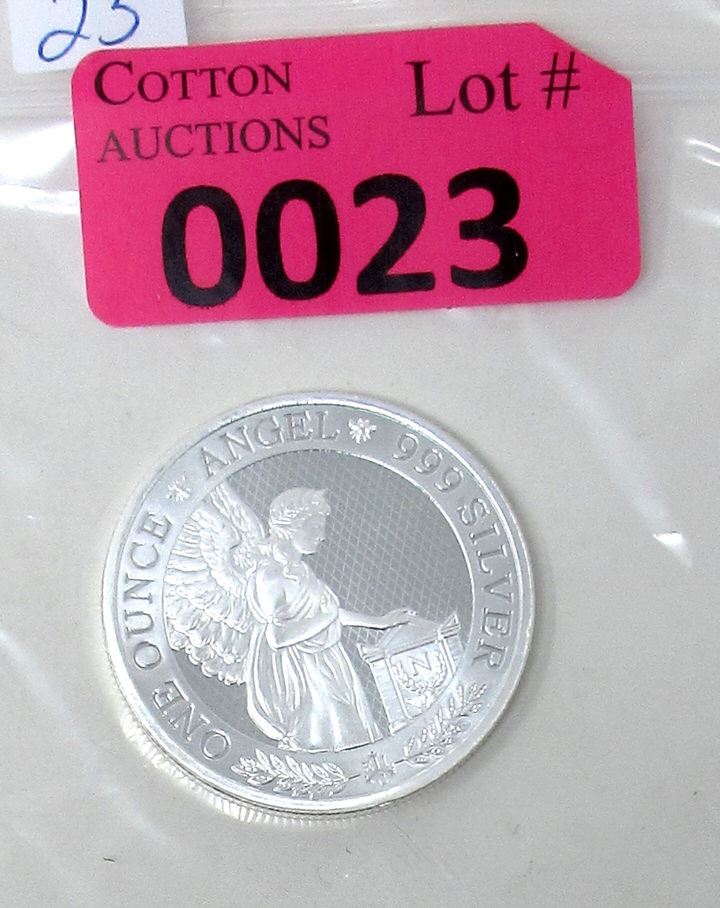 23
COTTON AUCTIONS
Lot #
0023
ONE OUNCE * ANGEL * 999 SILVER
N